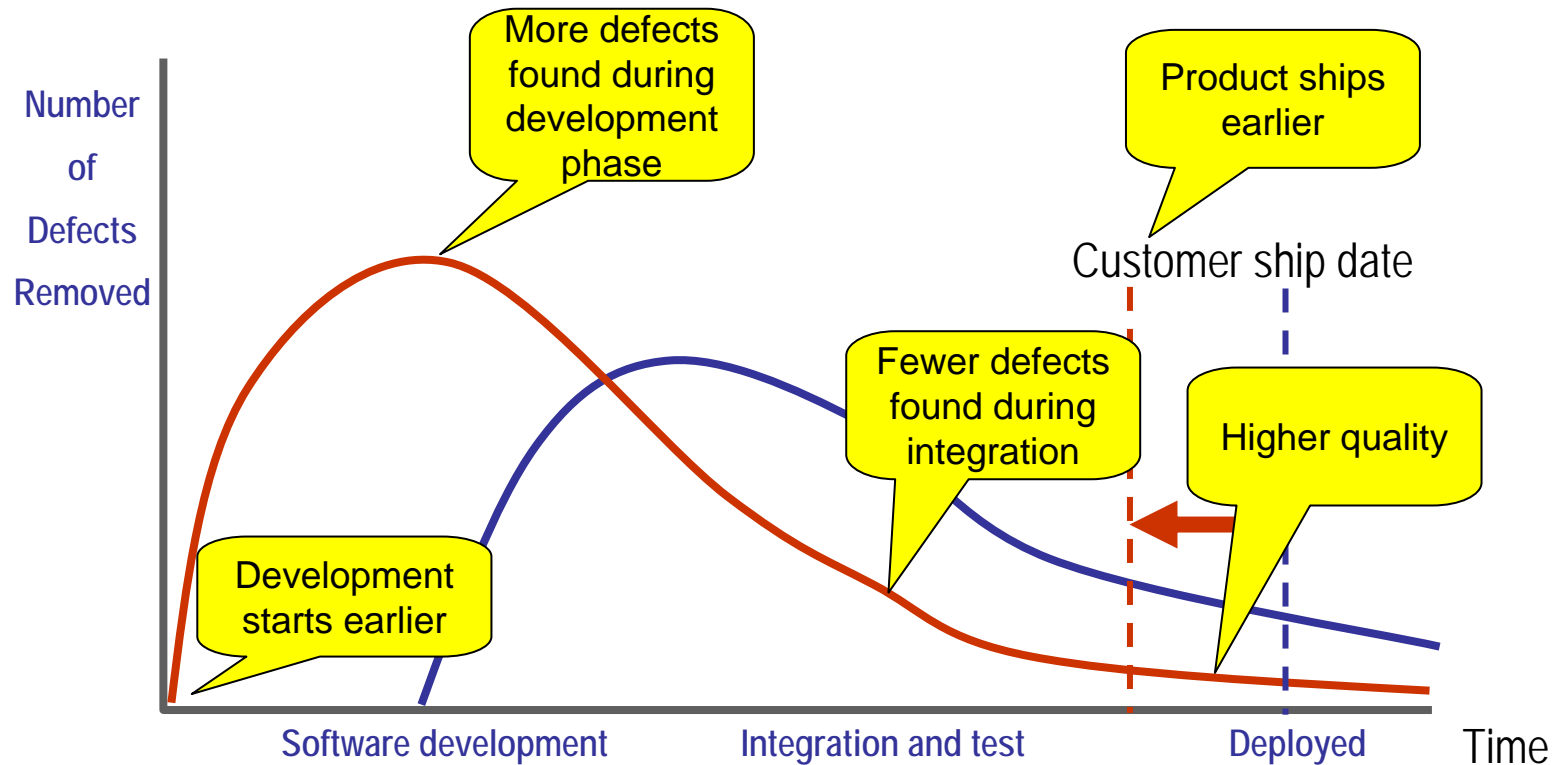 More defects
found during
development
phase
Product ships
earlier
Number
of
Defects
Removed
Customer ship date
Fewer defects
found during
integration
Higher quality
Development
starts earlier
Software development
Integration and test
Deployed
Time